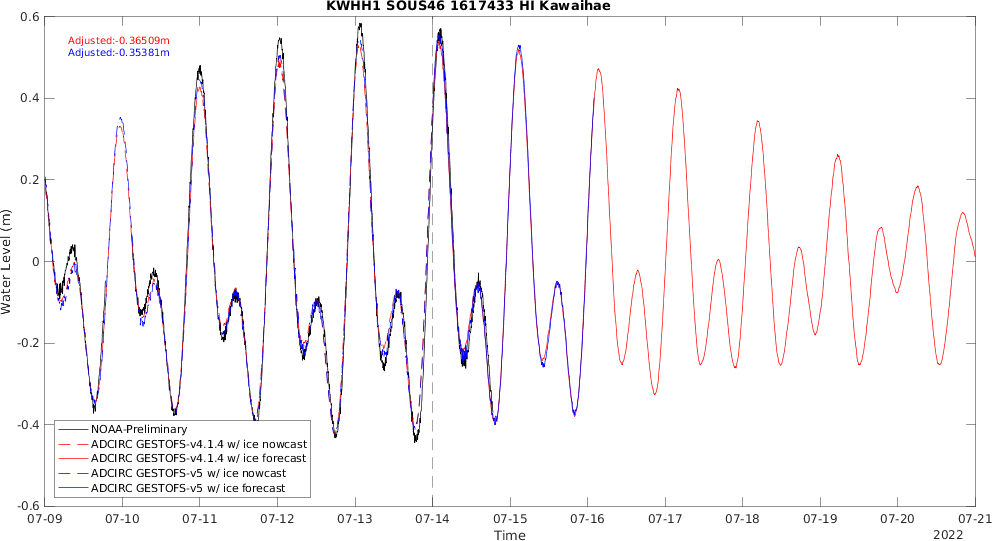 KWHH1 SOUS46 1617433 HI Kawaihae
Adjusted:-0.36509m
Adjusted:-0.35381m
0.6
0.4
0.2
0
-0.2
-0.4
-0.6
Water Level (m)
NOAA-Preliminary
ADCIRC GESTOFS-v4.1.4 w/ ice nowcast
ADCIRC GESTOFS-v4.1.4 w/ ice forecast
ADCIRC GESTOFS-v5 w/ ice nowcast
ADCIRC GESTOFS-v5 w/ ice forecast
07-09 07-10 07-11 07-12 07-13 07-14 07-15 07-16 07-17 07-18 07-19 07-20 07-21
Time
2022